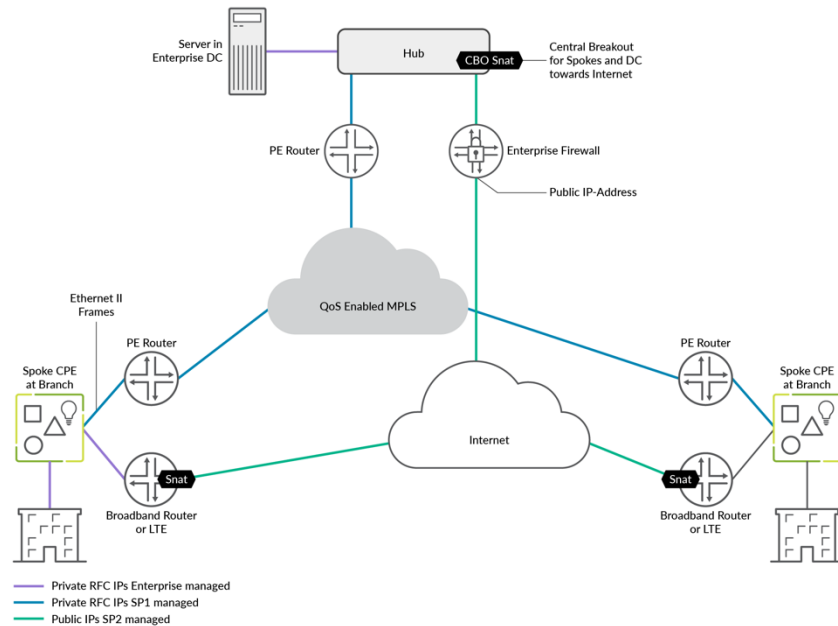 Server in
Enterprise DC
Hub
CBO Snat
Central Breakout
for Spokes and DC
towards Internet
PE Router
Enterprise Firewall
Public IP-Address
QoS Enabled MPLS
Ethernet II
Frames
PE Router
PE Router
Spoke CPE
at Branch
Spoke CPE
at Branch
Internet
Snat
Snat
Broadband Router
or LTE
Broadband Router
or LTE
Private RFC IPs Enterprise managed
Private RFC IPs SP1 managed
Public IPs SP2 managed